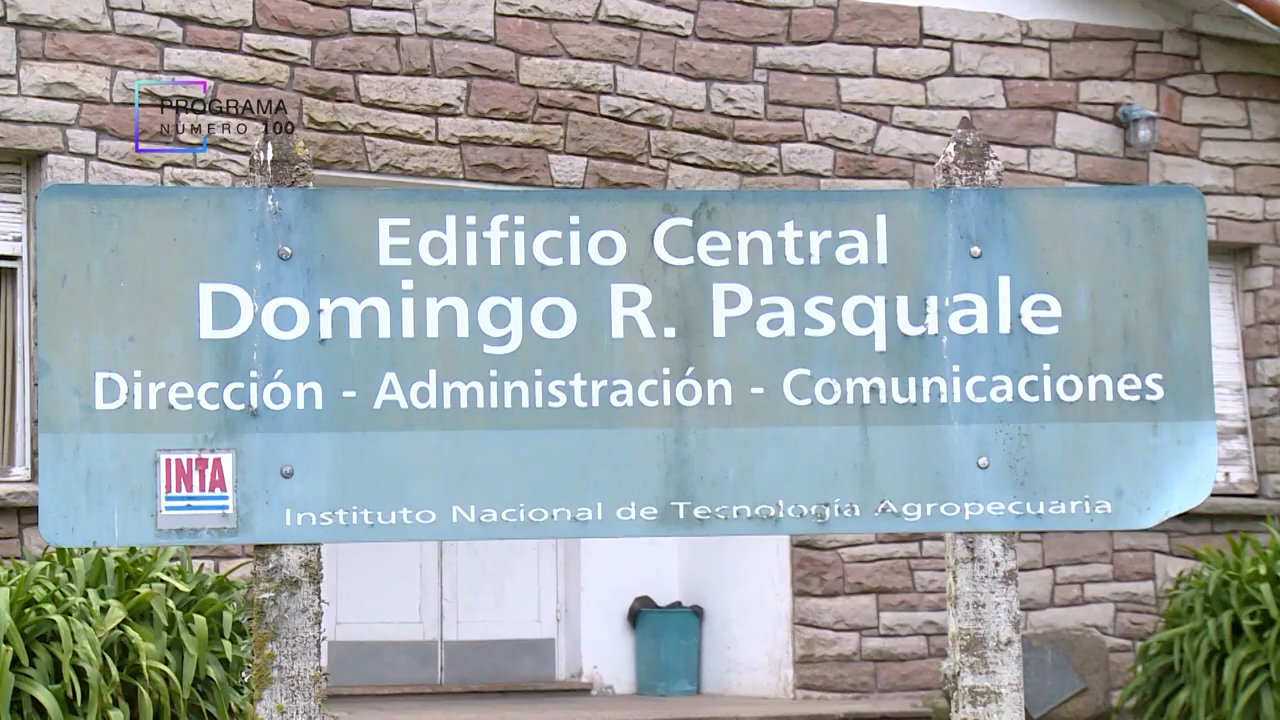 PROGRAMA
NÚMERO 100
Edificio Central
Domingo R. Pasquale
Dirección - Administración - Comunicaciones
INTA
Instituto Nacional de Tecnología Agropecuaria